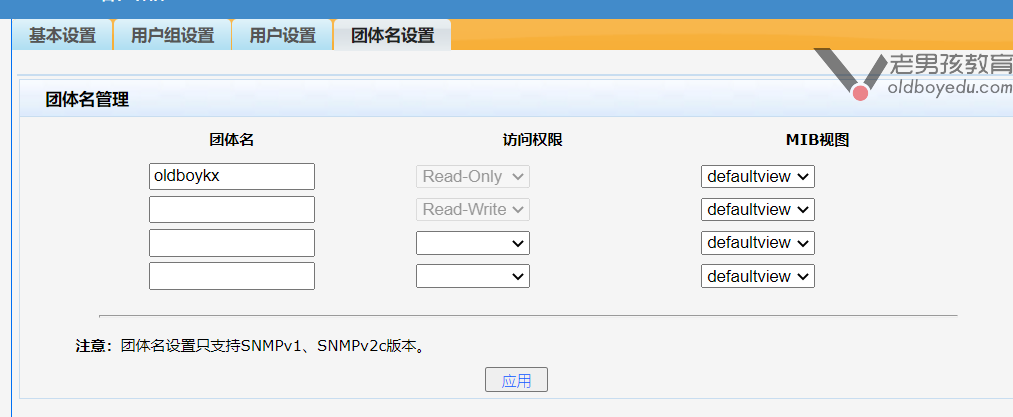 基本设置 用户组设置 用户设置 团体名设置
老男孩教育
oldboyedu.com
团体名管理
团体名 访问权限 MIB视图
oldboykx Read-Only defaultview
Read-Write defaultview
defaultview
defaultview
注意：团体名设置只支持SNMPv1、SNMPv2c版本。
应用